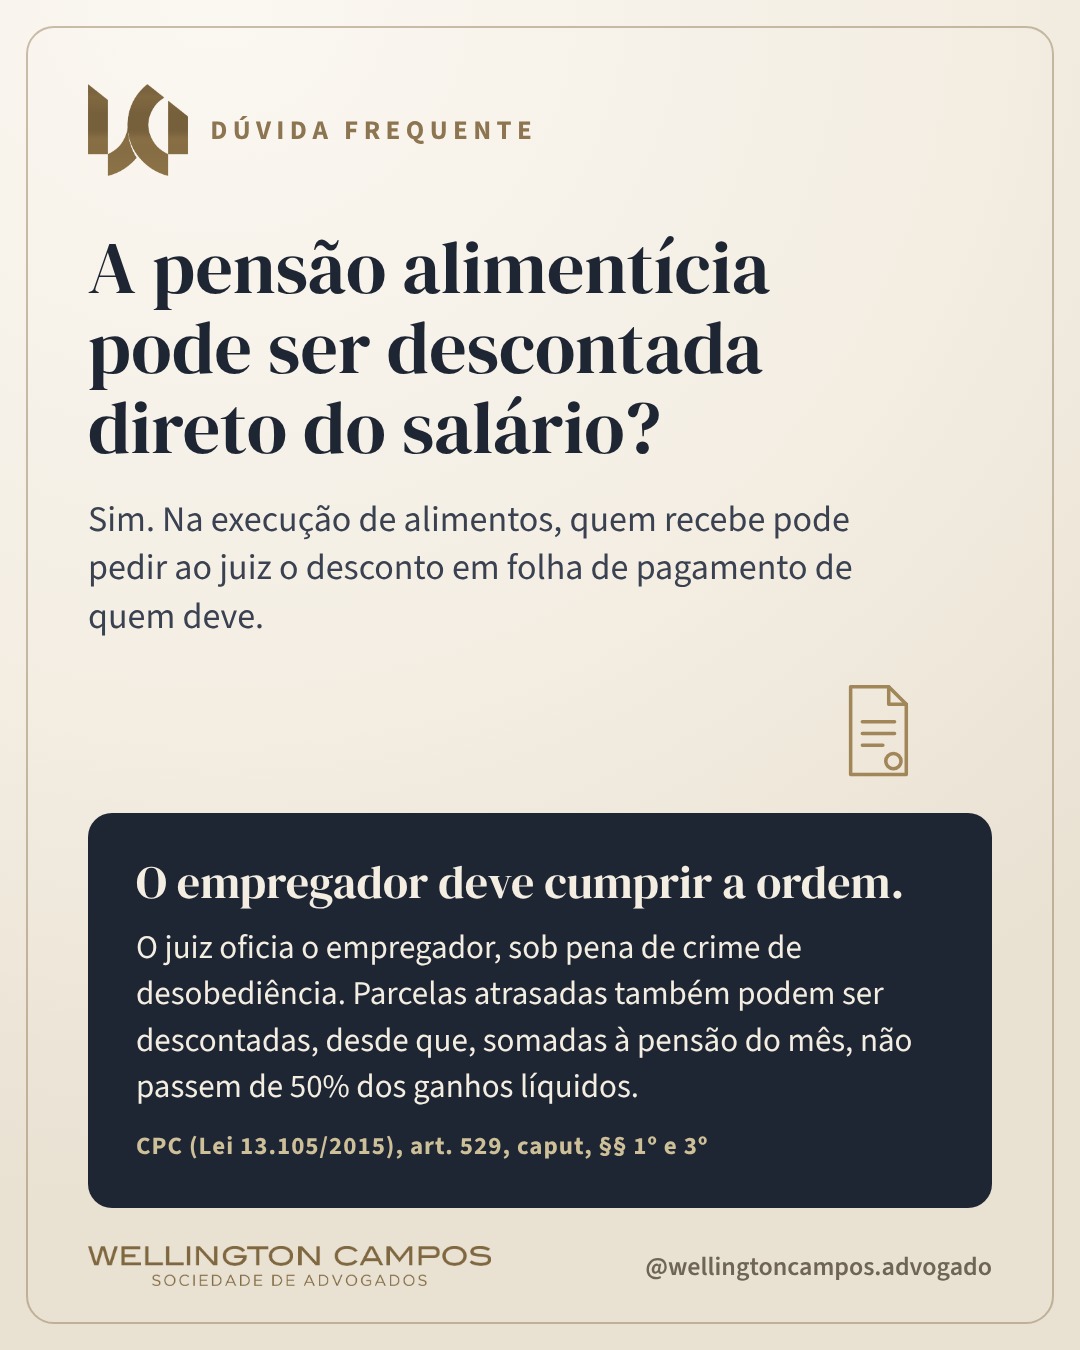 DÚVIDA FREQUENTE
A pensão alimentícia
pode ser descontada
direto do salário?
Sim. Na execução de alimentos, quem recebe pode
pedir ao juiz o desconto em folha de pagamento de
quem deve.
O empregador deve cumprir a ordem.
O juiz oficia o empregador, sob pena de crime de
desobediência. Parcelas atrasadas também podem ser
descontadas, desde que, somadas à pensão do mês, não
passem de 50% dos ganhos líquidos.
CPC (Lei 13.105/2015), art. 529, caput, §§ 1º e 3º
WELLINGTON CAMPOS
SOCIEDADE DE ADVOGADOS
@wellingtoncampos.advogado